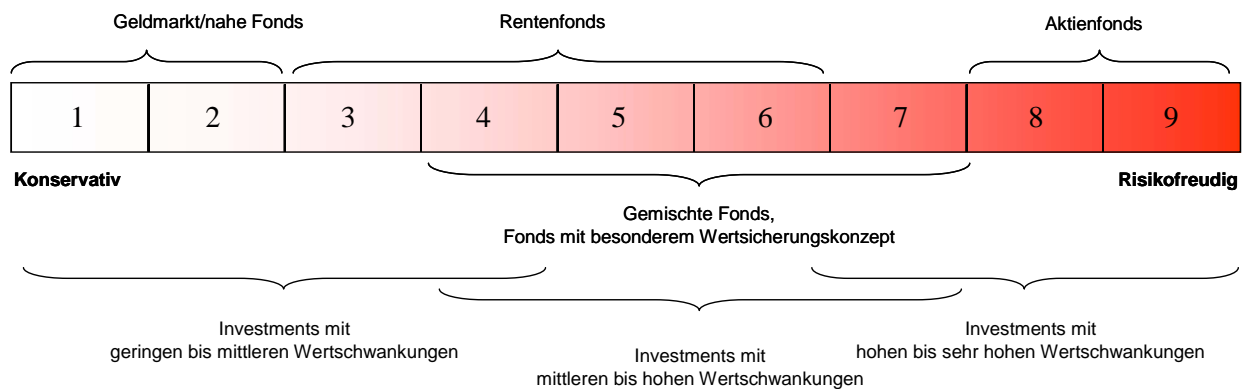 Geldmarkt/nahe Fonds
Rentenfonds
Aktienfonds
1 2 3 4 5 6 7 8 9
Konservativ
Risikofreudig
Gemischte Fonds,
Fonds mit besonderem Wertsicherungskonzept
Investments mit
geringen bis mittleren Wertschwankungen
Investments mit
mittleren bis hohen Wertschwankungen
Investments mit
hohen bis sehr hohen Wertschwankungen